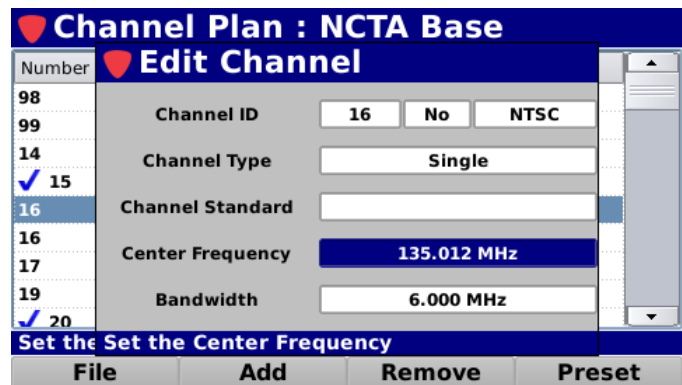 Channel Plan : NCTA Base
Number
Edit Channel
98
99
14
15
16
16
17
19
20
Channel ID 16 No NTSC
Channel Type Single
Channel Standard
Center Frequency 135.012 MHz
Bandwidth 6.000 MHz
Set the Set the Center Frequency
File Add Remove Preset